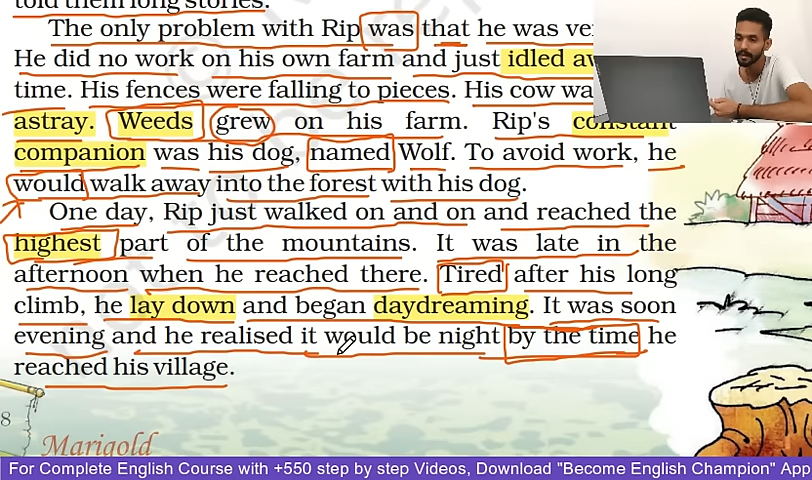 told them long stories.
The only problem with Rip was that he was
He did no work on his own farm and just idled
time. His fences were falling to pieces. His cow
astray. Weeds grew on his farm. Rip's constant
companion was his dog, named Wolf. To avoid work, he
would walk away into the forest with his dog.
One day, Rip just walked on and on and reached the
highest part of the mountains. It was late in the
afternoon when he reached there. Tired after his long
climb, he lay down and began daydreaming. It was soon
evening and he realised it would be night by the time he
reached his village.
8
Marigold
For Complete English Course with +550 step by step Videos, Download "Become English Champion" App